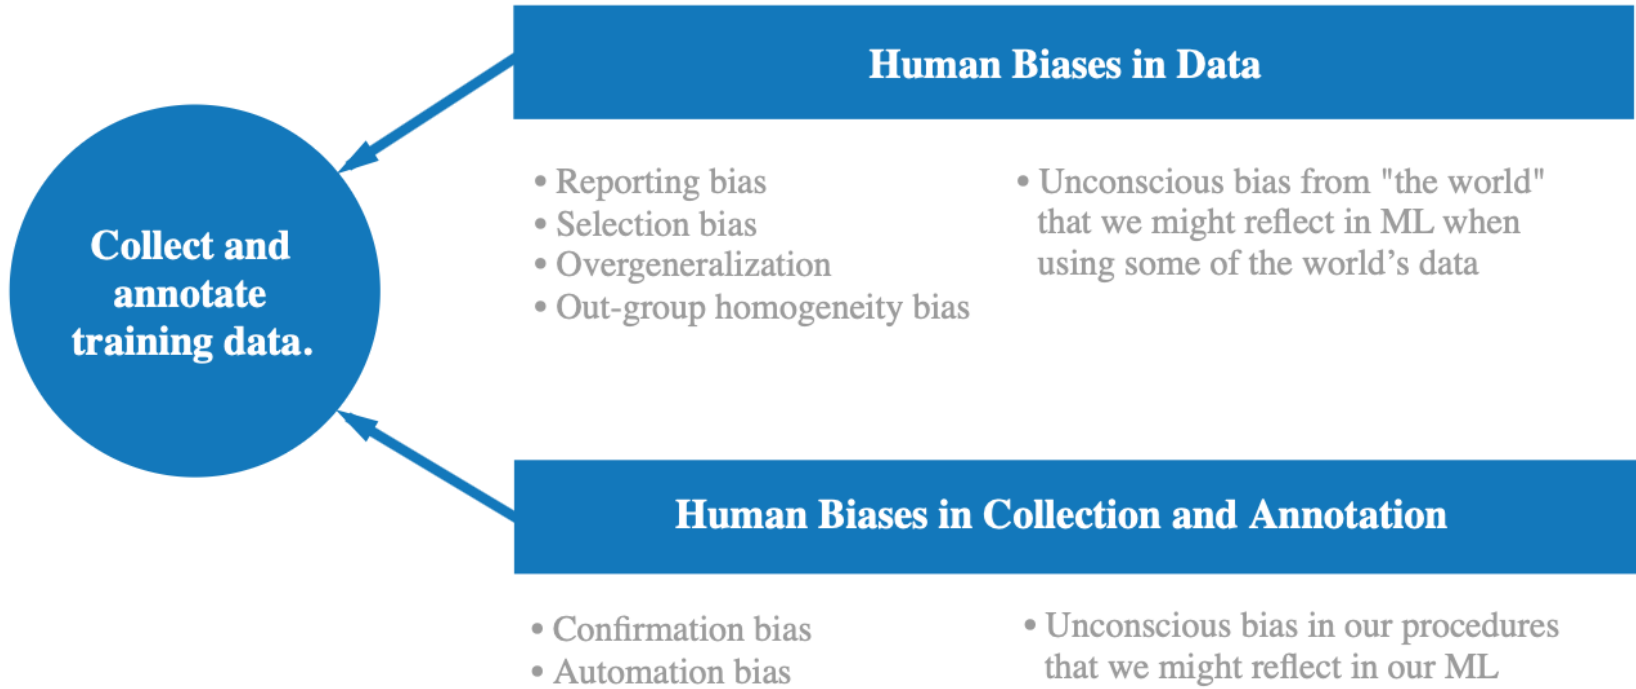 Collect and
annotate
training data.
Human Biases in Data
• Reporting bias
• Selection bias
• Overgeneralization
• Out-group homogeneity bias
• Unconscious bias from "the world"
that we might reflect in ML when
using some of the world’s data
Human Biases in Collection and Annotation
• Confirmation bias
• Automation bias
• Unconscious bias in our procedures
that we might reflect in our ML